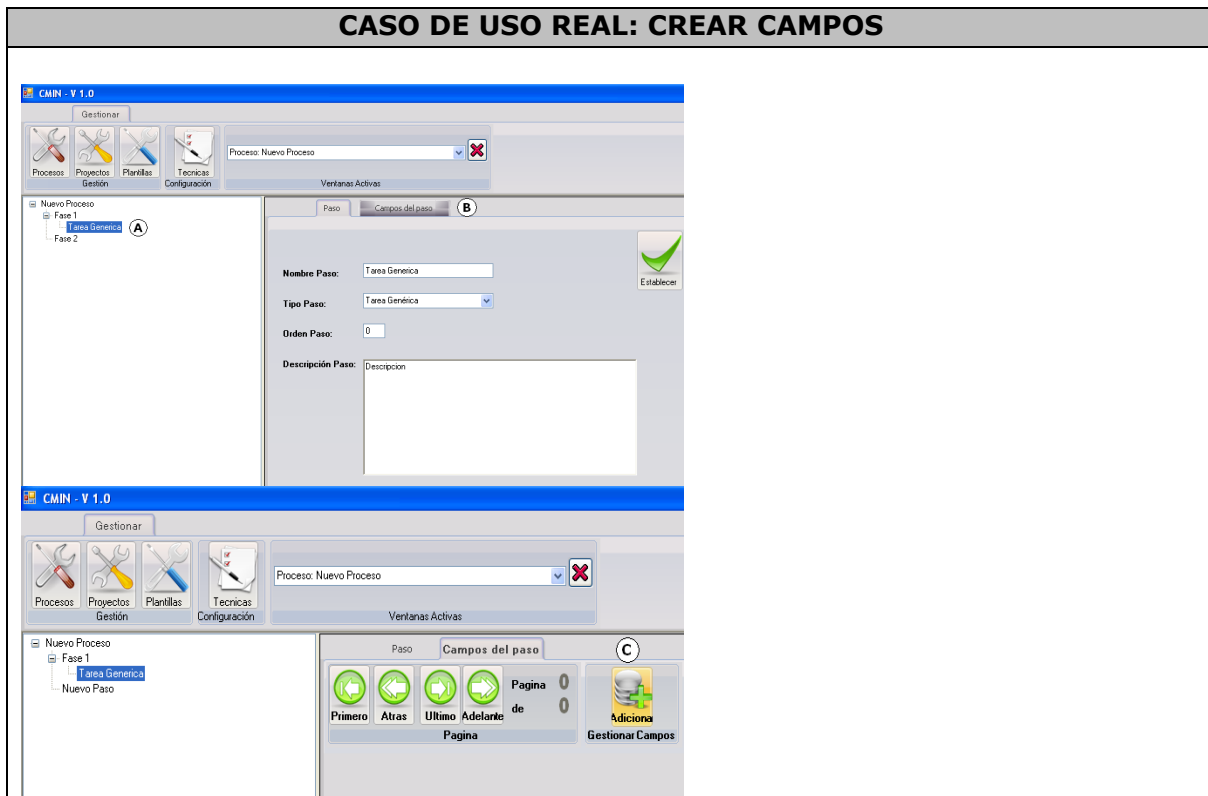 CASO DE USO REAL: CREAR CAMPOS
CMIN - V 1.0
Gestionar
Procesos Proyectos Plantillas Tecnicas
Gestión Configuración
Proceso: Nuevo Proceso
Ventanas Activas
Nuevo Proceso
Fase 1
Tarea Generica A
Fase 2
Paso Campos del paso B
Nombre Paso: Tarea Generica
Establecer
Tipo Paso: Tarea Genérica
Orden Paso: 0
Descripción Paso: Descripcion
CMIN - V 1.0
Gestionar
Procesos Proyectos Plantillas Tecnicas
Gestión Configuración
Proceso: Nuevo Proceso
Ventanas Activas
Nuevo Proceso
Fase 1
Tarea Generica
Nuevo Paso
Paso Campos del paso C
Pagina 0
de 0
Primero Atras Ultimo Adelante
Pagina
Adiciona
Gestionar Campos